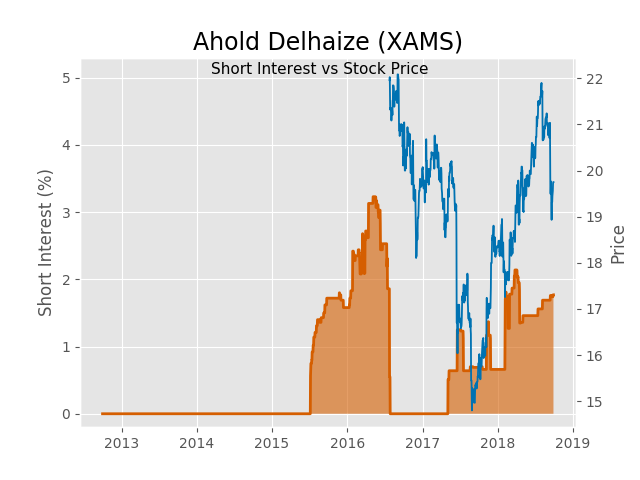 Ahold Delhaize (XAMS)
Short Interest vs Stock Price
Short Interest (%)
5
4
3
2
1
0
22
21
20
19
18
17
16
15
Price
2013 2014 2015 2016 2017 2018 2019